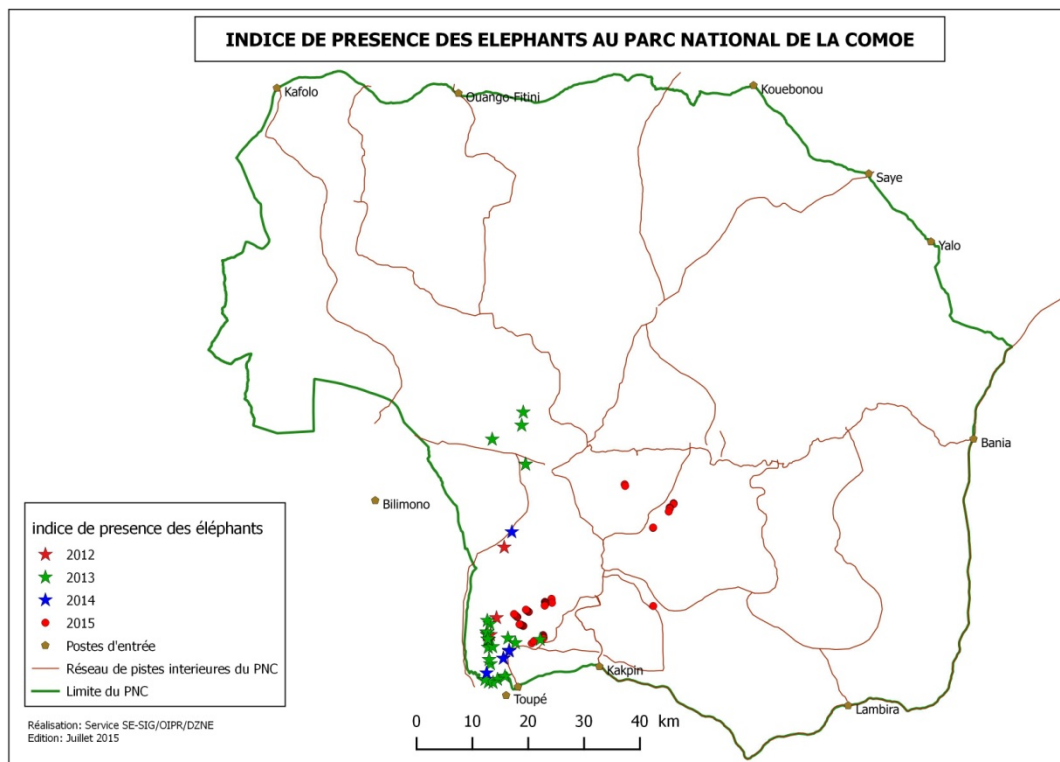 INDICE DE PRESENCE DES ELEPHANTS AU PARC NATIONAL DE LA COMOE
Kafolo
Ouango-Fitini
Kouebonou
Saye
Yalo
Bania
Bilimono
Kakpin
Toupé
Lambira
indice de presence des éléphants
2012
2013
2014
2015
Postes d'entrée
Réseau de pistes interieures du PNC
Limite du PNC
0 10 20 30 40 km
Réalisation: Service SE-SIG/OIPR/DZNE
Edition: Juillet 2015